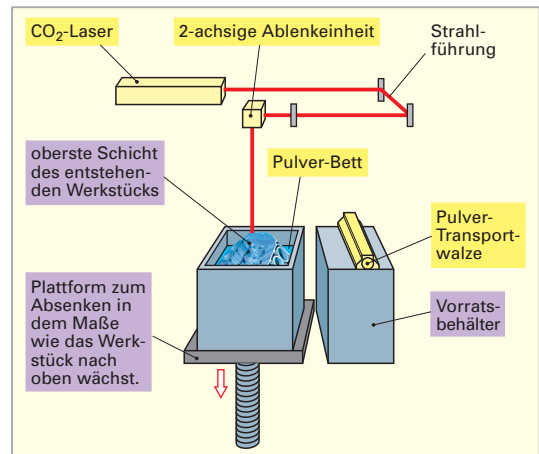 CO₂-Laser
2-achsige Ablenkeinheit
Strahl-
führung
oberste Schicht
des entstehen-
den Werkstücks
Pulver-Bett
Pulver-
Transport-
walze
Plattform zum
Absenken in
dem Maße
wie das Werk-
stück nach
oben wächst.
Vorrats-
behälter